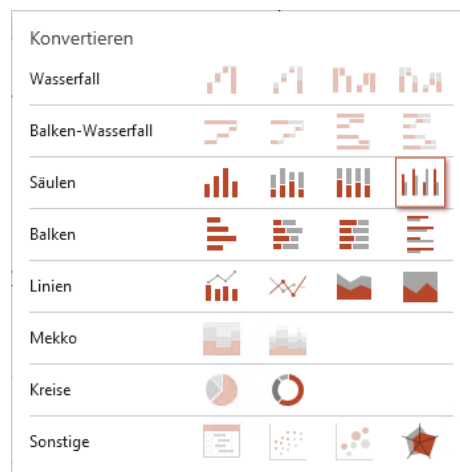 Konvertieren
Wasserfall
Balken-Wasserfall
Säulen
Balken
Linien
Mekko
Kreise
Sonstige